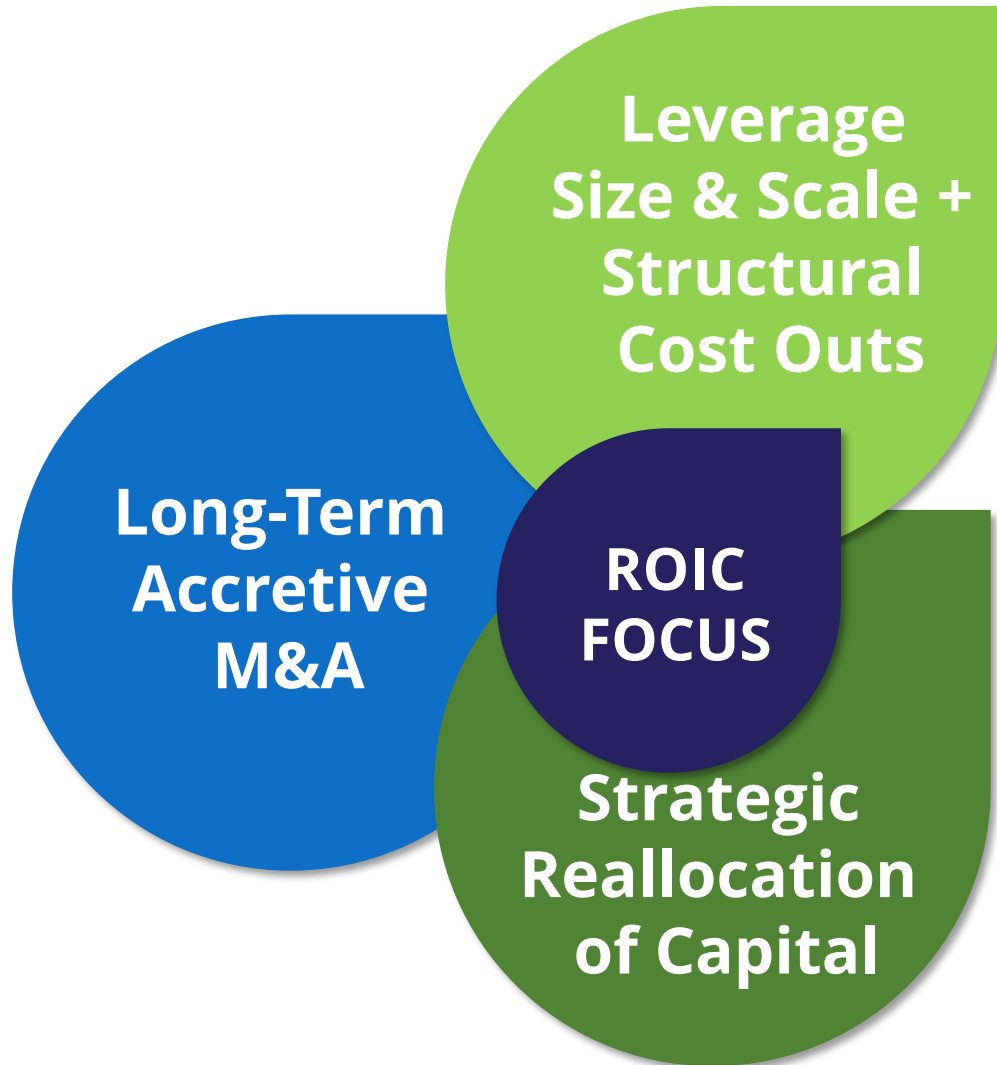 Leverage
Size & Scale +
Structural
Cost Outs
Long-Term
Accretive
M&A
ROIC
FOCUS
Strategic
Reallocation
of Capital